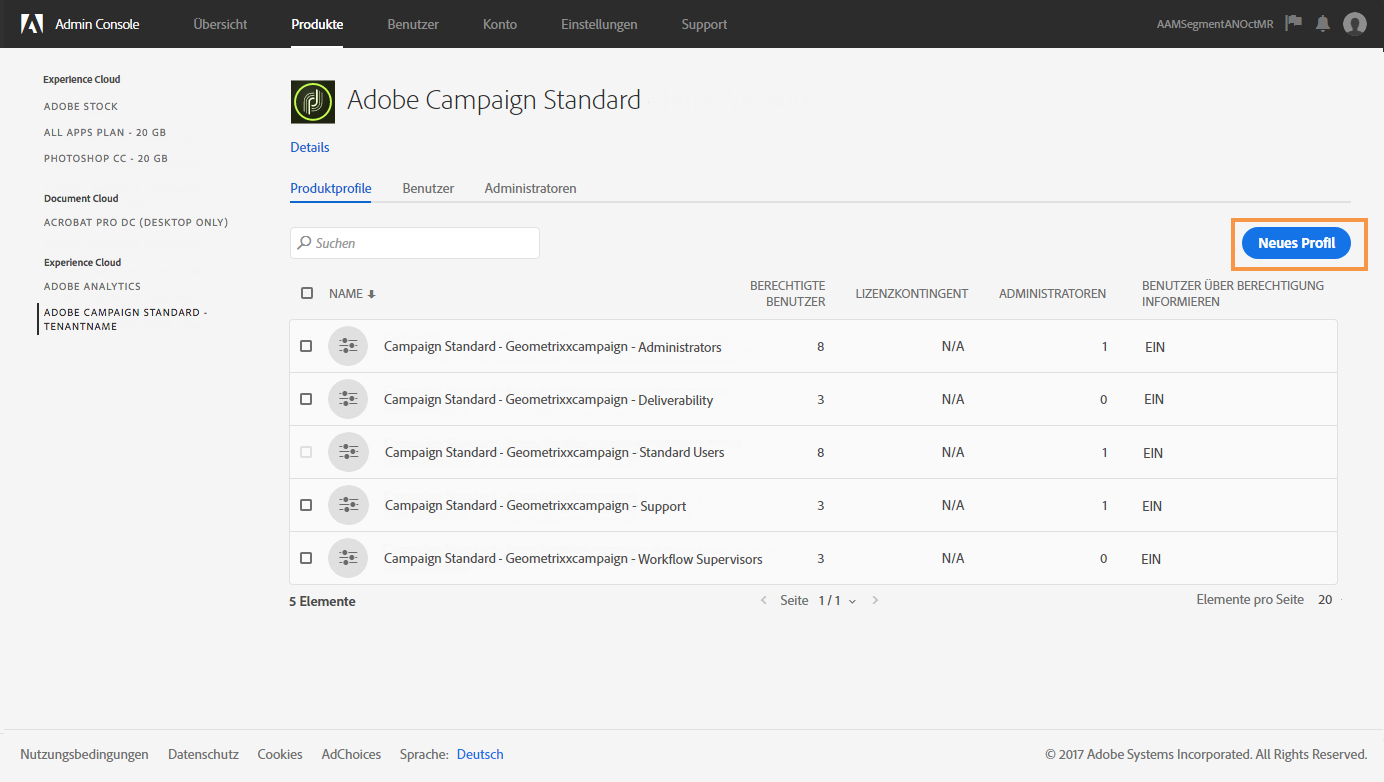 Admin Console Übersicht Produkte Benutzer Konto Einstellungen Support AAMSegmentANOctMR
Experience Cloud
ADOBE STOCK
ALL APPS PLAN - 20 GB
PHOTOSHOP CC - 20 GB
Document Cloud
ACROBAT PRO DC (DESKTOP ONLY)
Experience Cloud
ADOBE ANALYTICS
ADOBE CAMPAIGN STANDARD -
TENANTNAME
Adobe Campaign Standard
Details
Produktprofile Benutzer Administratoren
Suchen
Neues Profil
NAME BERECHTIGTE BENUTZER LIZENZKONTINGENT ADMINISTRATOREN BENUTZER ÜBER BERECHTIGUNG INFORMIEREN
Campaign Standard - Geometrixxcampaign - Administrators 8 N/A 1 EIN
Campaign Standard - Geometrixxcampaign - Deliverability 3 N/A 0 EIN
Campaign Standard - Geometrixxcampaign - Standard Users 8 N/A 1 EIN
Campaign Standard - Geometrixxcampaign - Support 3 N/A 1 EIN
Campaign Standard - Geometrixxcampaign - Workflow Supervisors 3 N/A 0 EIN
5 Elemente < Seite 1 / 1 > Elemente pro Seite 20
Nutzungsbedingungen Datenschutz Cookies AdChoices Sprache: Deutsch © 2017 Adobe Systems Incorporated. All Rights Reserved.